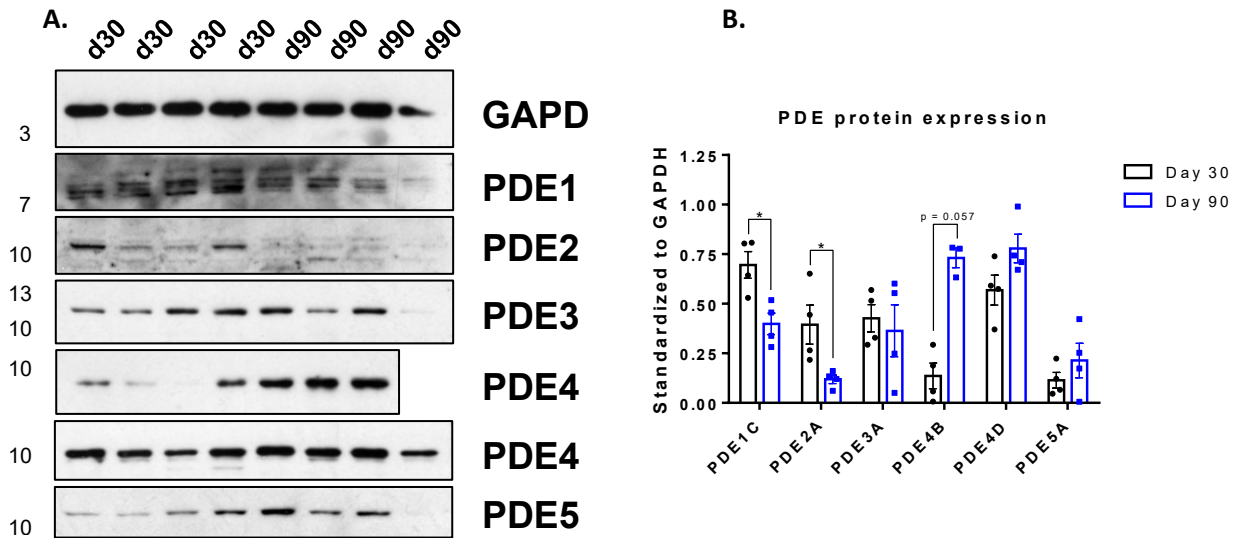 A.
d30 d30 d30 d30 d90 d90 d90 d90
GAPD
3
PDE1
7
PDE2
10
13
PDE3
10
10
PDE4
PDE4
10
PDE5
10
B.
PDE protein expression
Standardized to GAPDH
1.25
1.00
0.75
0.50
0.25
0.00
*
*
p = 0.057
Day 30
Day 90
PDE1C PDE2A PDE3A PDE4B PDE4D PDE5A